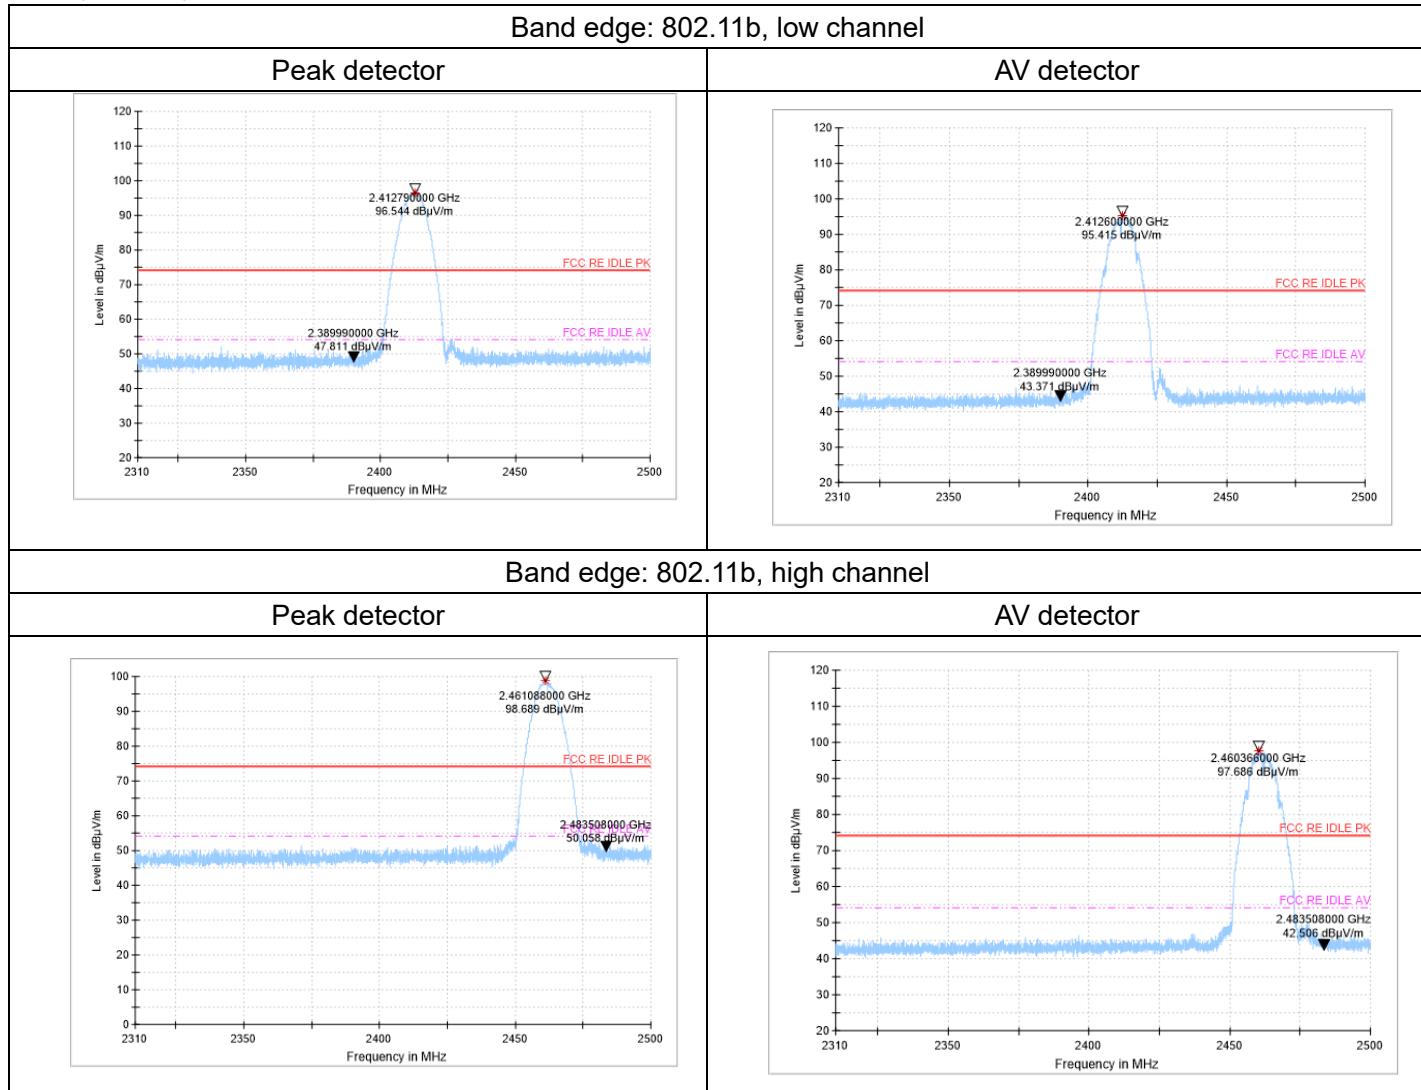 Band edge: 802.11b, low channel
Peak detector
AV detector
120
110
100
90
80
70
60
50
40
30
20
Level in dBμV/m
2.412790000 GHz
96.544 dBμV/m
FCC RE IDLE PK
2.389990000 GHz
47.811 dBμV/m
FCC RE IDLE AV
2310
2350
2400
2450
2500
Frequency in MHz
120
110
100
90
80
70
60
50
40
30
20
Level in dBμV/m
2.412600000 GHz
95.415 dBμV/m
FCC RE IDLE PK
FCC RE IDLE AV
2.389990000 GHz
43.371 dBμV/m
2310
2350
2400
2450
2500
Frequency in MHz
Band edge: 802.11b, high channel
Peak detector
AV detector
100
90
80
70
60
50
40
30
20
10
0
Level in dBμV/m
2.461088000 GHz
98.689 dBμV/m
FCC RE IDLE PK
FCC RE IDLE AV
2.483508000 GHz
50.058 dBμV/m
2310
2350
2400
2450
2500
Frequency in MHz
120
110
100
90
80
70
60
50
40
30
20
Level in dBμV/m
2.460366000 GHz
97.686 dBμV/m
FCC RE IDLE PK
FCC RE IDLE AV
2.483508000 GHz
42.506 dBμV/m
2310
2350
2400
2450
2500
Frequency in MHz